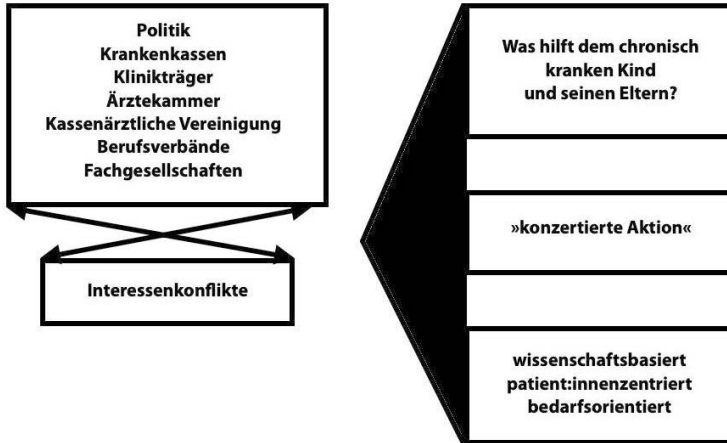 Politik
Krankenkassen
Klinikträger
Ärztekammer
Kassenärztliche Vereinigung
Berufsverbände
Fachgesellschaften
Interessenkonflikte
Was hilft dem chronisch
kranken Kind
und seinen Eltern?
»konzertierte Aktion«
wissenschaftsbasiert
patient:innenzentriert
bedarfsorientiert